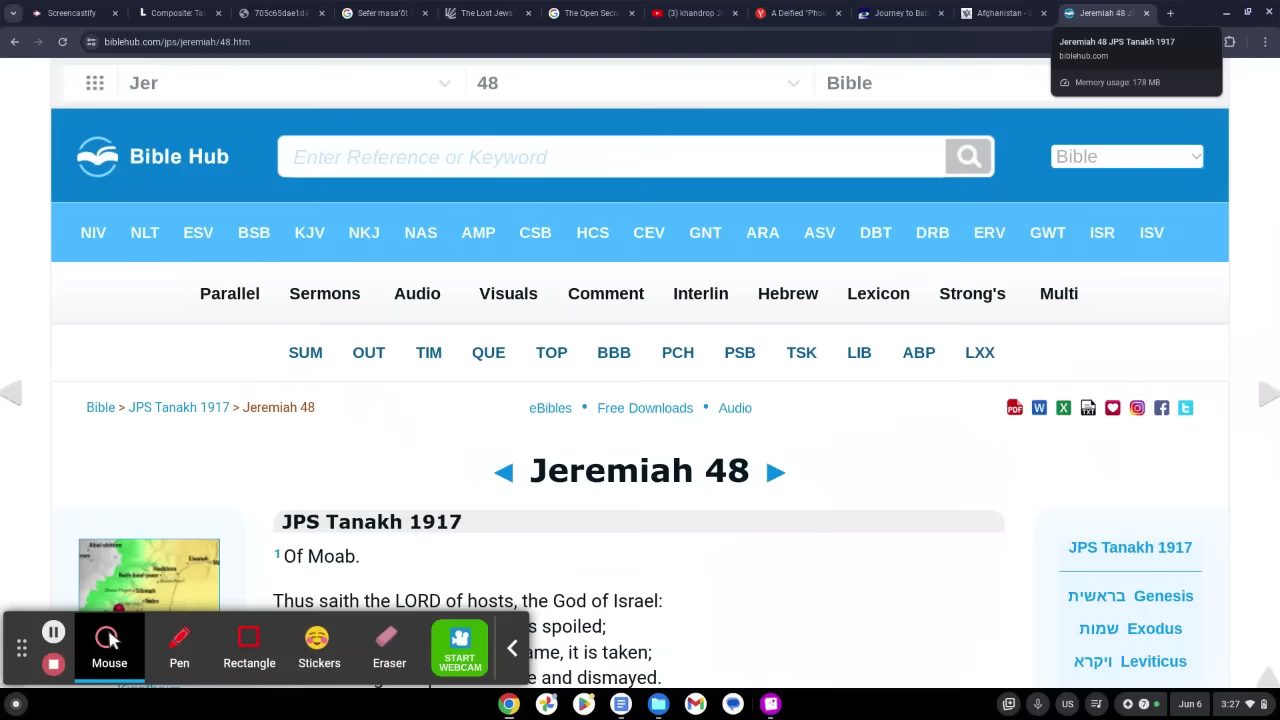 Screencastify
Composite: Ta
705c65dae1d4
Sefer masaʻōt
The Lost Jews
The Open Secr
(3) khandrop 2
A Deified "Phoe
Journey to Bab
Afghanistan - E
Jeremiah 48 J
biblehub.com/jps/jeremiah/48.htm
Jeremiah 48 JPS Tanakh 1917
biblehub.com
Memory usage: 178 MB
Jer 48 Bible
Bible Hub Enter Reference or Keyword Bible
NIV NLT ESV BSB KJV NKJ NAS AMP CSB HCS CEV GNT ARA ASV DBT DRB ERV GWT ISR ISV
Parallel Sermons Audio Visuals Comment Interlin Hebrew Lexicon Strong's Multi
SUM OUT TIM QUE TOP BBB PCH PSB TSK LIB ABP LXX
Bible > JPS Tanakh 1917 > Jeremiah 48
eBibles • Free Downloads • Audio
PDF W X TXT
◄ Jeremiah 48 ►
JPS Tanakh 1917
1 Of Moab.
Thus saith the LORD of hosts, the God of Israel:
s spoiled;
ame, it is taken;
e and dismayed.
JPS Tanakh 1917
בראשית Genesis
שמות Exodus
ויקרא Leviticus
Mouse Pen Rectangle Stickers Eraser START WEBCAM
US
Jun 6 3:27